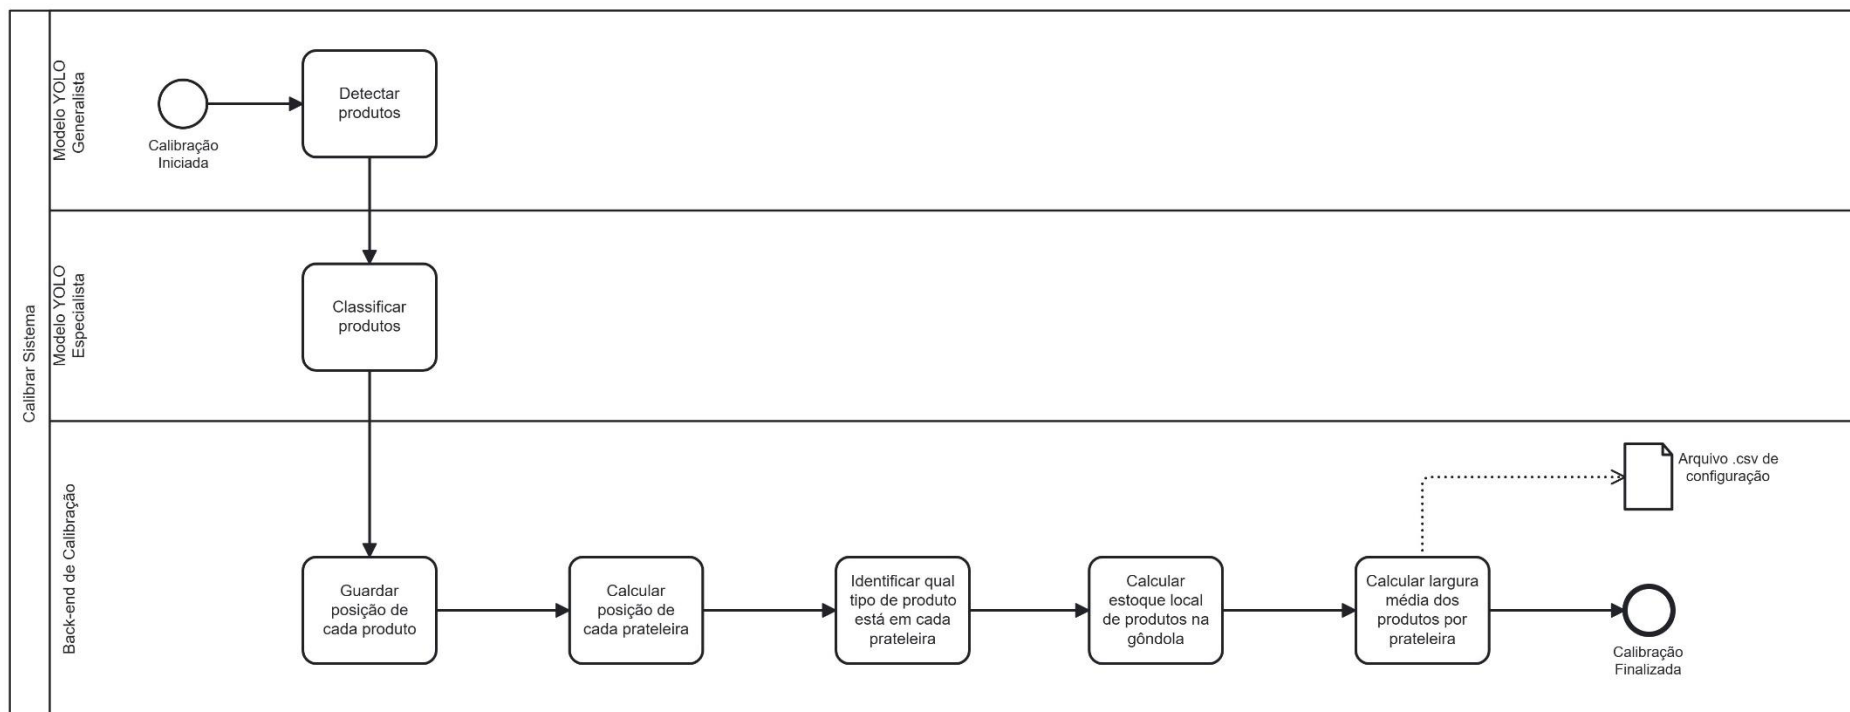 Calibrar Sistema
Modelo YOLO
Generalista
Calibração
Iniciada
Detectar
produtos
Modelo YOLO
Especialista
Classificar
produtos
Back-end de Calibração
Guardar
posição de
cada produto
Calcular
posição de
cada prateleira
Identificar qual
tipo de produto
está em cada
prateleira
Calcular
estoque local
de produtos na
gôndola
Calcular largura
média dos
produtos por
prateleira
Arquivo .csv de
configuração
Calibração
Finalizada